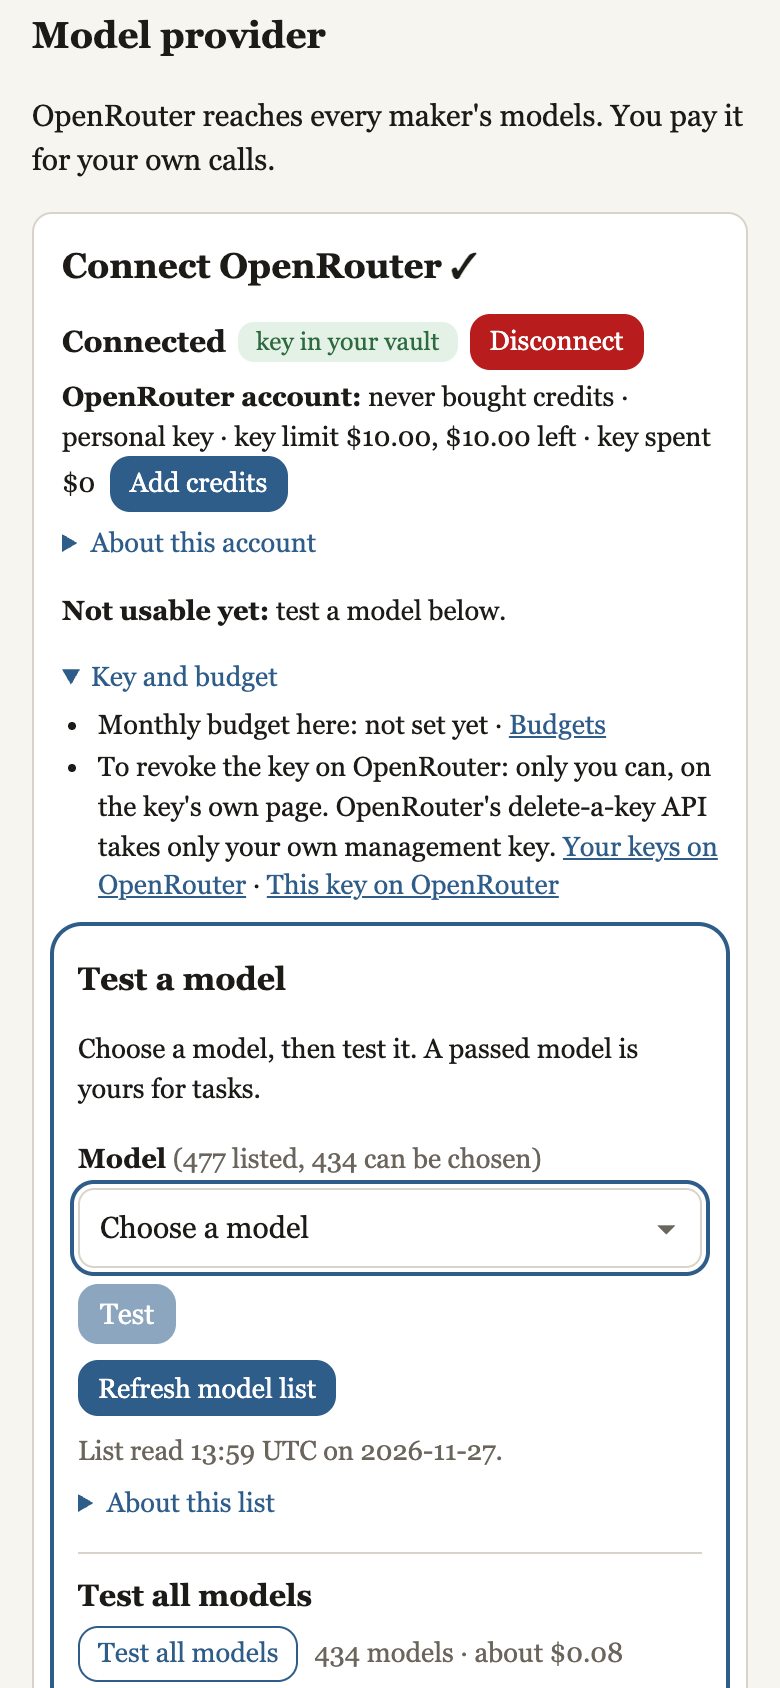 Model provider
OpenRouter reaches every maker's models. You pay it
for your own calls.
Connect OpenRouter ✓
Connected key in your vault Disconnect
OpenRouter account: never bought credits ·
personal key · key limit $10.00, $10.00 left · key spent
$0 Add credits
▶ About this account
Not usable yet: test a model below.
▼ Key and budget
• Monthly budget here: not set yet · Budgets
• To revoke the key on OpenRouter: only you can, on
the key's own page. OpenRouter's delete-a-key API
takes only your own management key. Your keys on
OpenRouter · This key on OpenRouter
Test a model
Choose a model, then test it. A passed model is
yours for tasks.
Model (477 listed, 434 can be chosen)
Choose a model
Test
Refresh model list
List read 13:59 UTC on 2026-11-27.
▶ About this list
Test all models
Test all models 434 models · about $0.08